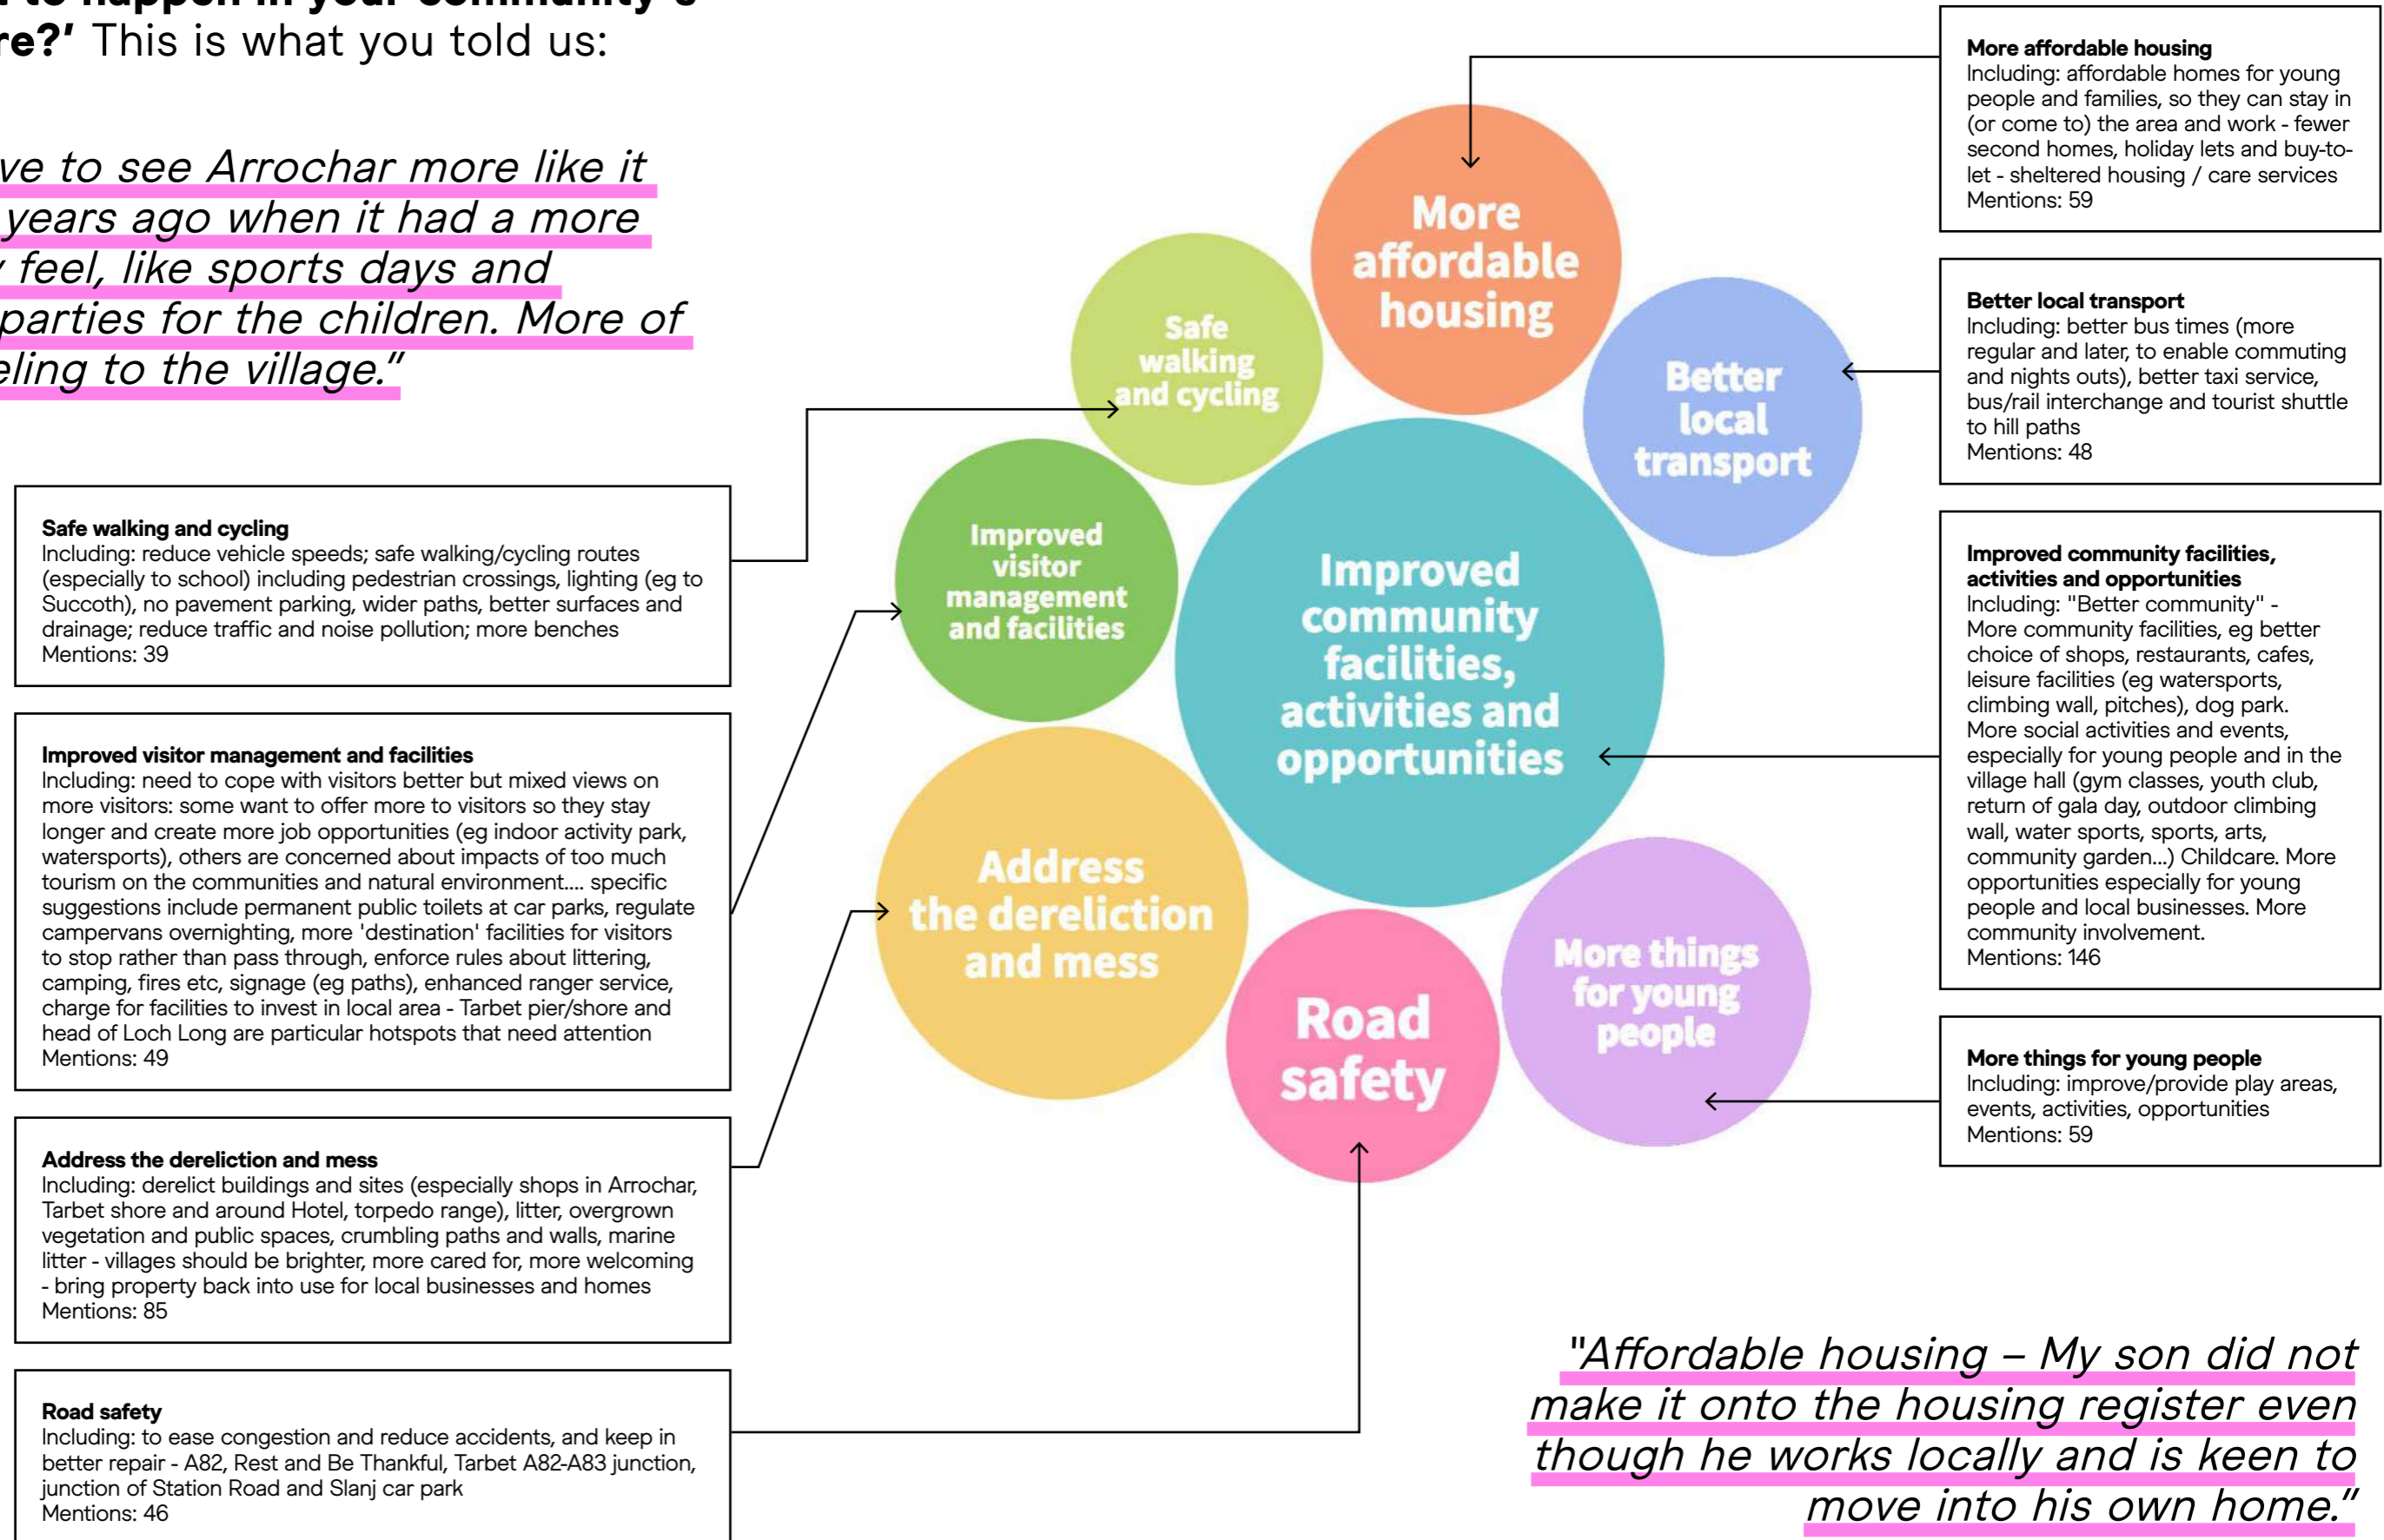 re?' This is what you told us:
ve to see Arrochar more like it
years ago when it had a more
feel, like sports days and
parties for the children. More of
eling to the village."
Safe walking and cycling
Including: reduce vehicle speeds; safe walking/cycling routes
(especially to school) including pedestrian crossings, lighting (eg to
Succoth), no pavement parking, wider paths, better surfaces and
drainage; reduce traffic and noise pollution; more benches
Mentions: 39
Improved visitor management and facilities
Including: need to cope with visitors better but mixed views on
more visitors: some want to offer more to visitors so they stay
longer and create more job opportunities (eg indoor activity park,
watersports), others are concerned about impacts of too much
tourism on the communities and natural environment.... specific
suggestions include permanent public toilets at car parks, regulate
campervans overnighting, more 'destination' facilities for visitors
to stop rather than pass through, enforce rules about littering,
camping, fires etc, signage (eg paths), enhanced ranger service,
charge for facilities to invest in local area - Tarbet pier/shore and
head of Loch Long are particular hotspots that need attention
Mentions: 49
Address the dereliction and mess
Including: derelict buildings and sites (especially shops in Arrochar,
Tarbet shore and around Hotel, torpedo range), litter, overgrown
vegetation and public spaces, crumbling paths and walls, marine
litter - villages should be brighter, more cared for, more welcoming
- bring property back into use for local businesses and homes
Mentions: 85
Road safety
Including: to ease congestion and reduce accidents, and keep in
better repair - A82, Rest and Be Thankful, Tarbet A82-A83 junction,
junction of Station Road and Slanj car park
Mentions: 46
More
affordable
housing
Safe
walking
and cycling
Better
local
transport
Improved
visitor
management
and facilities
Improved
community
facilities,
activities and
opportunities
Address
the dereliction
and mess
Road
safety
More things
for young
people
More affordable housing
Including: affordable homes for young
people and families, so they can stay in
(or come to) the area and work - fewer
second homes, holiday lets and buy-to-
let - sheltered housing / care services
Mentions: 59
Better local transport
Including: better bus times (more
regular and later, to enable commuting
and nights outs), better taxi service,
bus/rail interchange and tourist shuttle
to hill paths
Mentions: 48
Improved community facilities,
activities and opportunities
Including: "Better community" -
More community facilities, eg better
choice of shops, restaurants, cafes,
leisure facilities (eg watersports,
climbing wall, pitches), dog park.
More social activities and events,
especially for young people and in the
village hall (gym classes, youth club,
return of gala day, outdoor climbing
wall, water sports, sports, arts,
community garden...) Childcare. More
opportunities especially for young
people and local businesses. More
community involvement.
Mentions: 146
More things for young people
Including: improve/provide play areas,
events, activities, opportunities
Mentions: 59
"Affordable housing – My son did not
make it onto the housing register even
though he works locally and is keen to
move into his own home."